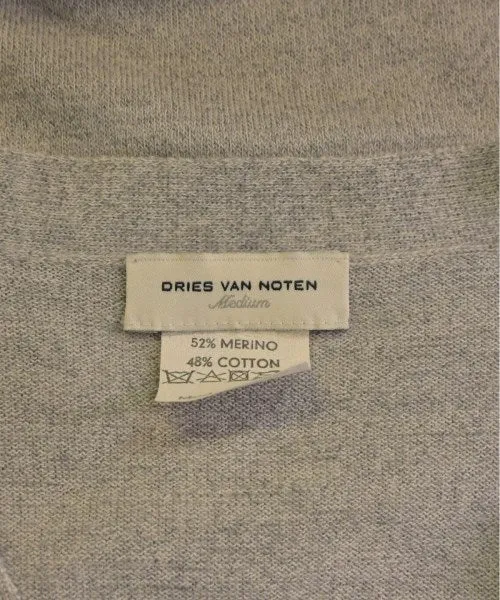 DRIES VAN NOTEN
Medium
52% MERINO
48% COTTON